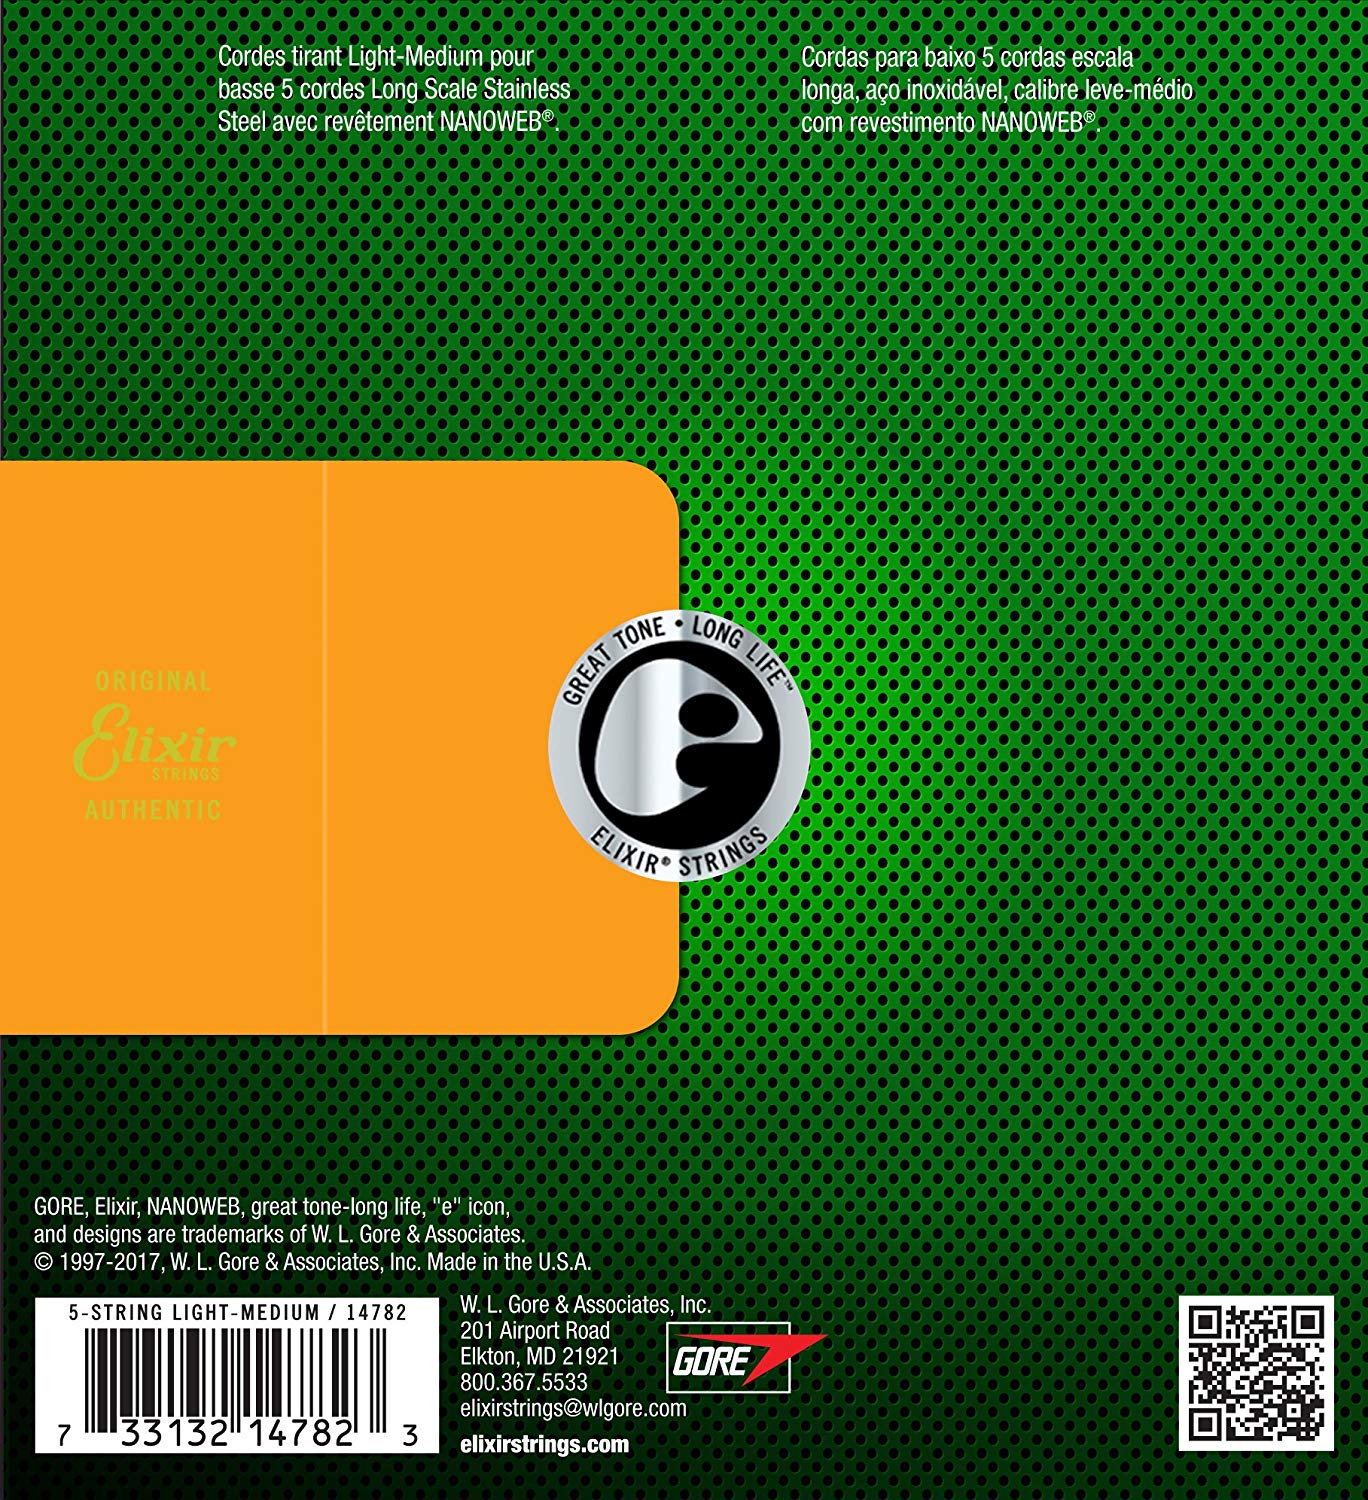 Cordes tirant Light-Medium pour
basse 5 cordes Long Scale Stainless
Steel avec revêtement NANOWEB®.
Cordas para baixo 5 cordas escala
longa, aço inoxidável, calibre leve-médio
com revestimento NANOWEB®.
ORIGINAL
Elixir
STRINGS
AUTHENTIC
GREAT TONE • LONG LIFE™
ELIXIR® STRINGS
GORE, Elixir, NANOWEB, great tone-long life, "e" icon,
and designs are trademarks of W. L. Gore & Associates.
© 1997-2017, W. L. Gore & Associates, Inc. Made in the U.S.A.
5-STRING LIGHT-MEDIUM / 14782
7 33132 14782 3
W. L. Gore & Associates, Inc.
201 Airport Road
Elkton, MD 21921
800.367.5533
elixirstrings@wlgore.com
elixirstrings.com
GORE